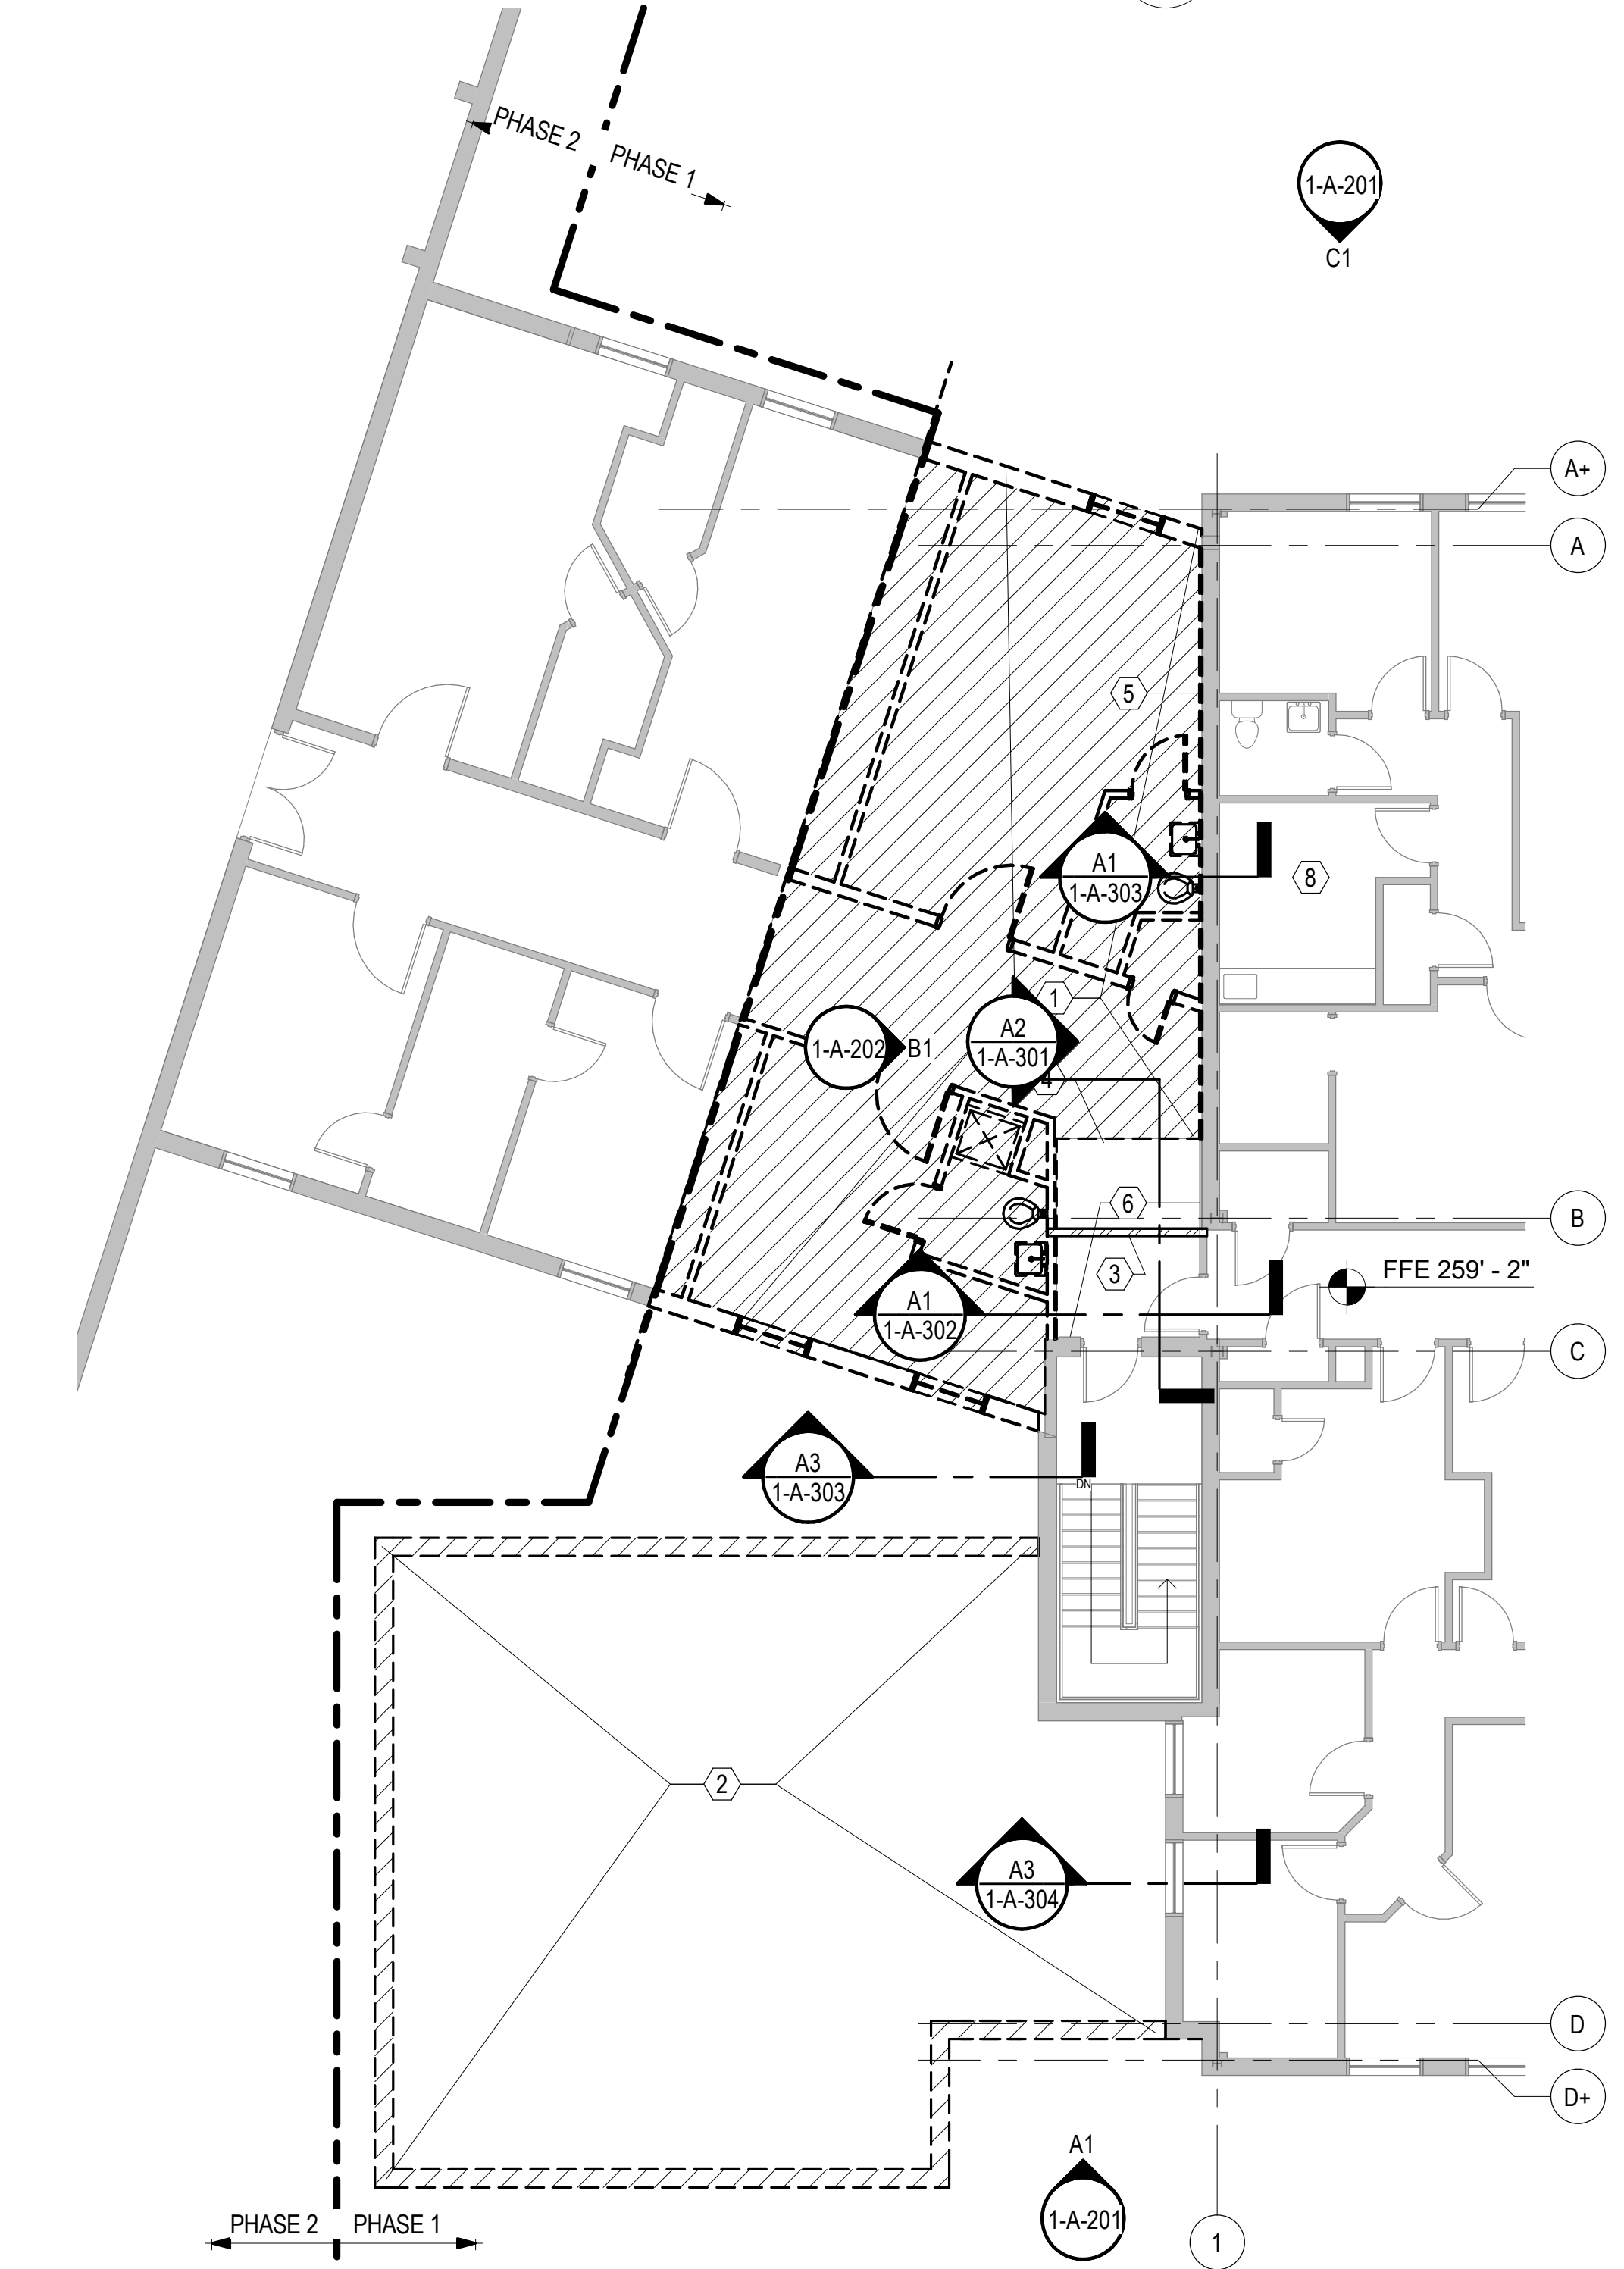 PHASE 2
PHASE 1
1-A-201
C1
A+
A
5
A1
1-A-303
8
1
A2
1-A-301
1-A-202
B1
4
6
B
3
FFE 259' - 2"
A1
1-A-302
C
A3
1-A-303
DN
2
A3
1-A-304
D
D+
A1
1-A-201
PHASE 2
PHASE 1
1